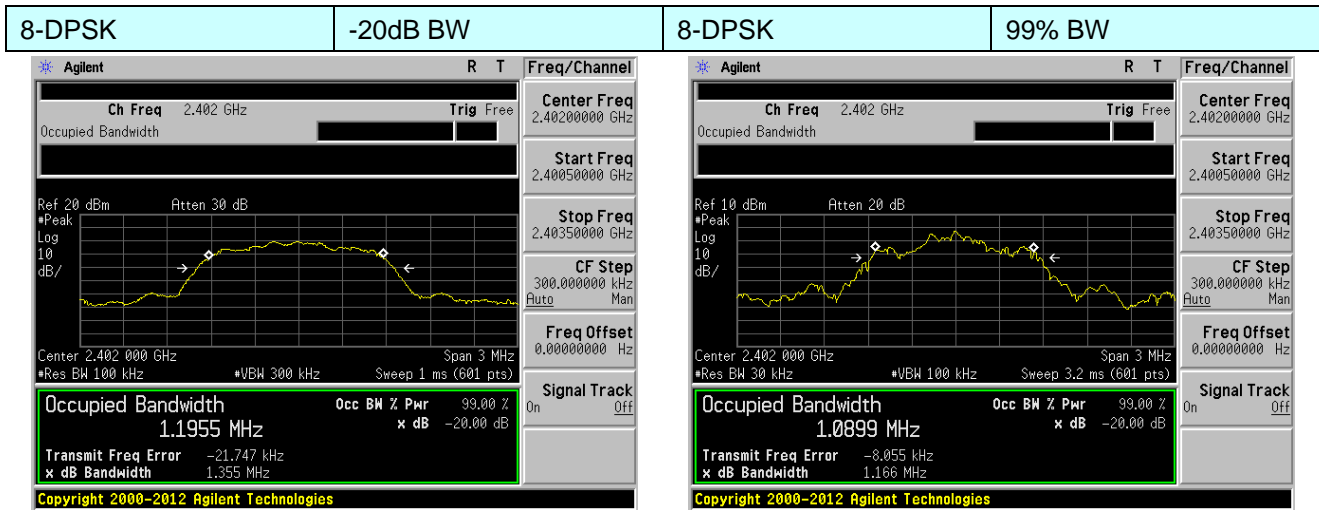 8-DPSK -20dB BW 8-DPSK 99% BW
Agilent R T Freq/Channel
Ch Freq 2.402 GHz Trig Free
Occupied Bandwidth
Center Freq
2.40200000 GHz
Start Freq
2.40050000 GHz
Stop Freq
2.40350000 GHz
CF Step
300.000000 kHz
Auto Man
Freq Offset
0.00000000 Hz
Signal Track
On Off
Ref 20 dBm Atten 30 dB
#Peak
Log
10
dB/
Center 2.402 000 GHz Span 3 MHz
#Res BW 100 kHz #VBW 300 kHz Sweep 1 ms (601 pts)
Occupied Bandwidth Occ BW % Pwr 99.00 %
1.1955 MHz x dB -20.00 dB
Transmit Freq Error -21.747 kHz
x dB Bandwidth 1.355 MHz
Copyright 2000-2012 Agilent Technologies
Agilent R T Freq/Channel
Ch Freq 2.402 GHz Trig Free
Occupied Bandwidth
Center Freq
2.40200000 GHz
Start Freq
2.40050000 GHz
Stop Freq
2.40350000 GHz
CF Step
300.000000 kHz
Auto Man
Freq Offset
0.00000000 Hz
Signal Track
On Off
Ref 10 dBm Atten 20 dB
#Peak
Log
10
dB/
Center 2.402 000 GHz Span 3 MHz
#Res BW 30 kHz #VBW 100 kHz Sweep 3.2 ms (601 pts)
Occupied Bandwidth Occ BW % Pwr 99.00 %
1.0899 MHz x dB -20.00 dB
Transmit Freq Error -8.055 kHz
x dB Bandwidth 1.166 MHz
Copyright 2000-2012 Agilent Technologies